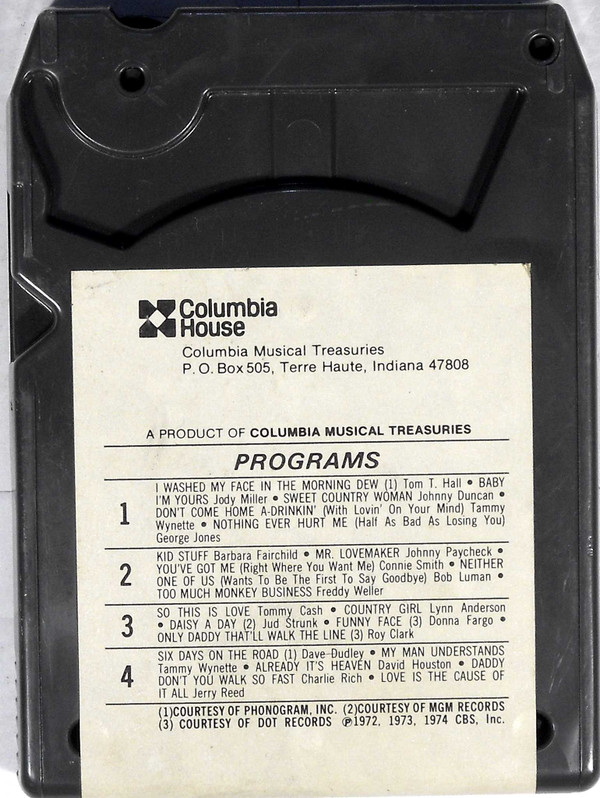 Columbia
House
Columbia Musical Treasuries
P.O. Box 505, Terre Haute, Indiana 47808
A PRODUCT OF COLUMBIA MUSICAL TREASURIES
PROGRAMS
1
I WASHED MY FACE IN THE MORNING DEW (1) Tom T. Hall • BABY
I'M YOURS Jody Miller • SWEET COUNTRY WOMAN Johnny Duncan •
DON'T COME HOME A-DRINKIN' (With Lovin' On Your Mind) Tammy
Wynette • NOTHING EVER HURT ME (Half As Bad As Losing You)
George Jones
2
KID STUFF Barbara Fairchild • MR. LOVEMAKER Johnny Paycheck •
YOU'VE GOT ME (Right Where You Want Me) Connie Smith • NEITHER
ONE OF US (Wants To Be The First To Say Goodbye) Bob Luman •
TOO MUCH MONKEY BUSINESS Freddy Weller
3
SO THIS IS LOVE Tommy Cash • COUNTRY GIRL Lynn Anderson
• DAISY A DAY (2) Jud Strunk • FUNNY FACE (3) Donna Fargo •
ONLY DADDY THAT'LL WALK THE LINE (3) Roy Clark
4
SIX DAYS ON THE ROAD (1) Dave Dudley • MY MAN UNDERSTANDS
Tammy Wynette • ALREADY IT'S HEAVEN David Houston • DADDY
DON'T YOU WALK SO FAST Charlie Rich • LOVE IS THE CAUSE OF
IT ALL Jerry Reed
(1)COURTESY OF PHONOGRAM, INC. (2)COURTESY OF MGM RECORDS
(3) COURTESY OF DOT RECORDS ℗1972, 1973, 1974 CBS, Inc.